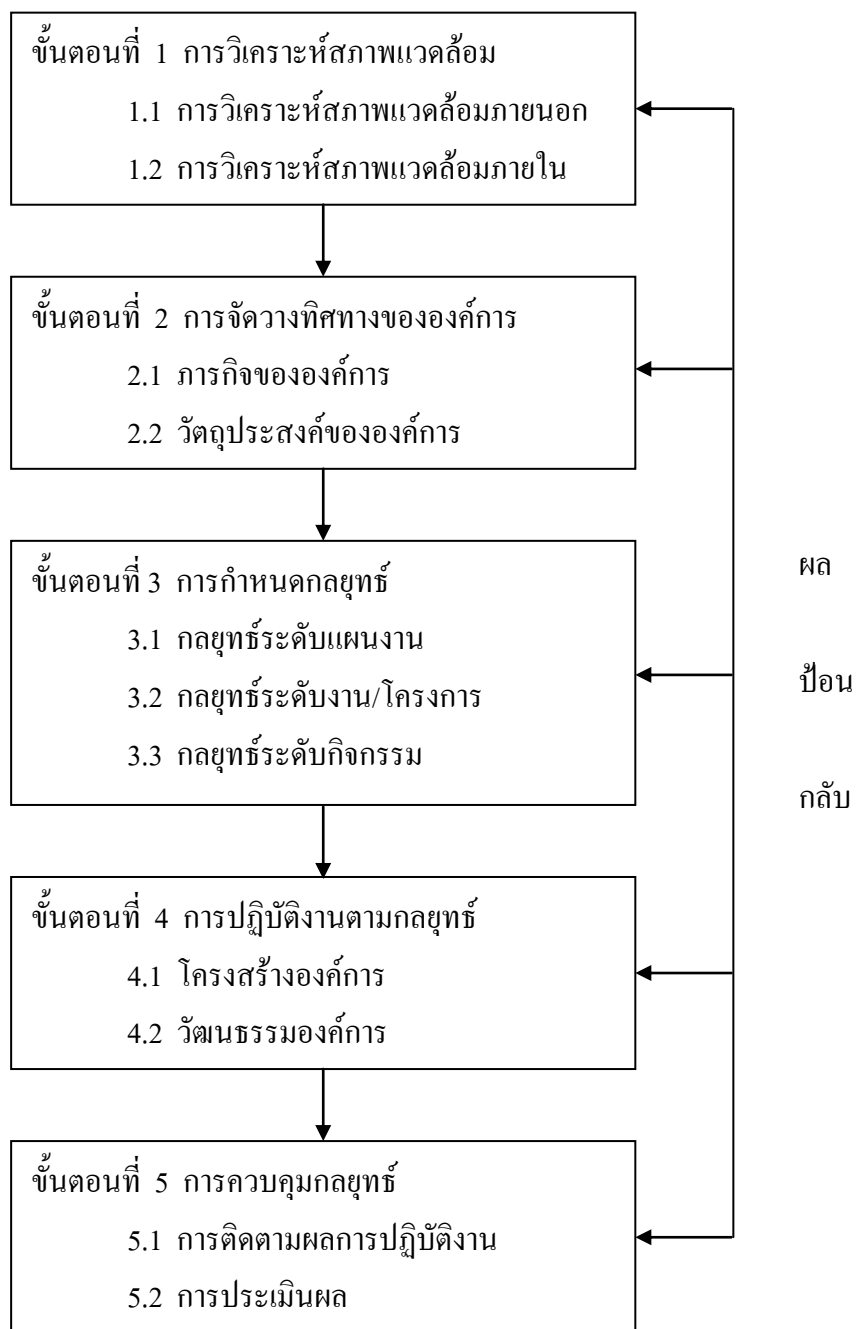 ขั้นตอนที่ 1 การวิเคราะห์สภาพแวดล้อม
1.1 การวิเคราะห์สภาพแวดล้อมภายนอก
1.2 การวิเคราะห์สภาพแวดล้อมภายใน
ขั้นตอนที่ 2 การจัดวางทิศทางขององค์การ
2.1 ภารกิจขององค์การ
2.2 วัตถุประสงค์ขององค์การ
ขั้นตอนที่ 3 การกำหนดกลยุทธ์
3.1 กลยุทธ์ระดับแผนงาน
3.2 กลยุทธ์ระดับงาน/โครงการ
3.3 กลยุทธ์ระดับกิจกรรม
ขั้นตอนที่ 4 การปฏิบัติงานตามกลยุทธ์
4.1 โครงสร้างองค์การ
4.2 วัฒนธรรมองค์การ
ขั้นตอนที่ 5 การควบคุมกลยุทธ์
5.1 การติดตามผลการปฏิบัติงาน
5.2 การประเมินผล
ผล
ป้อน
กลับ